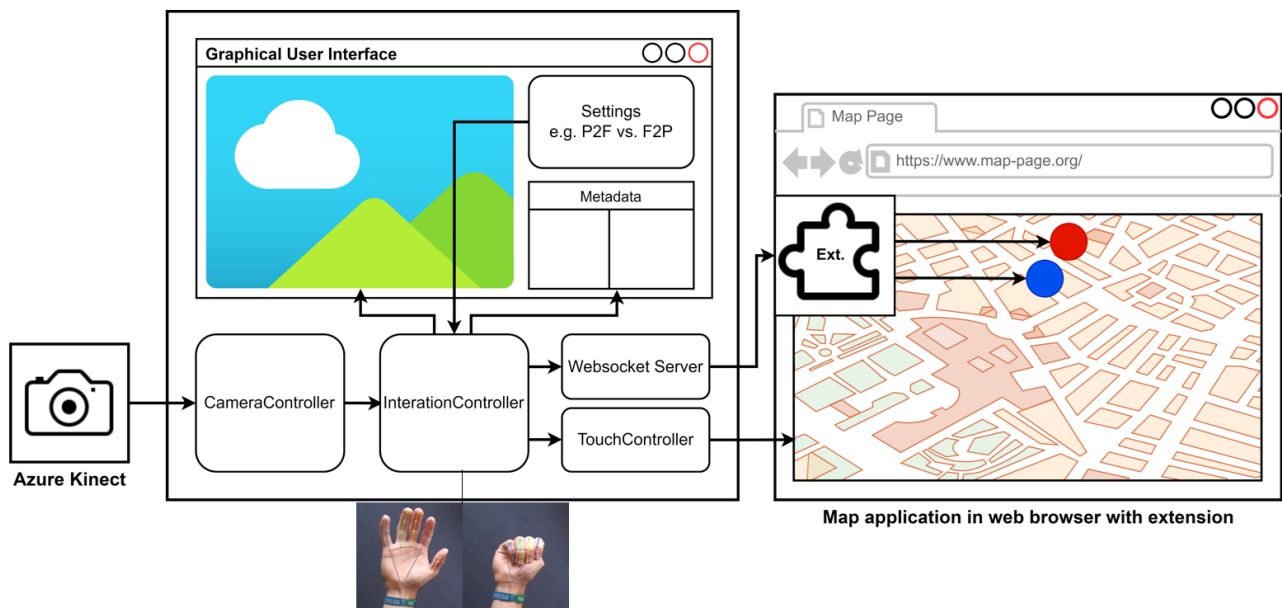 Graphical User Interface
Settings
e.g. P2F vs. F2P
Metadata
Map Page
https://www.map-page.org/
Ext.
CameraController
InterationController
Websocket Server
TouchController
Azure Kinect
Map application in web browser with extension